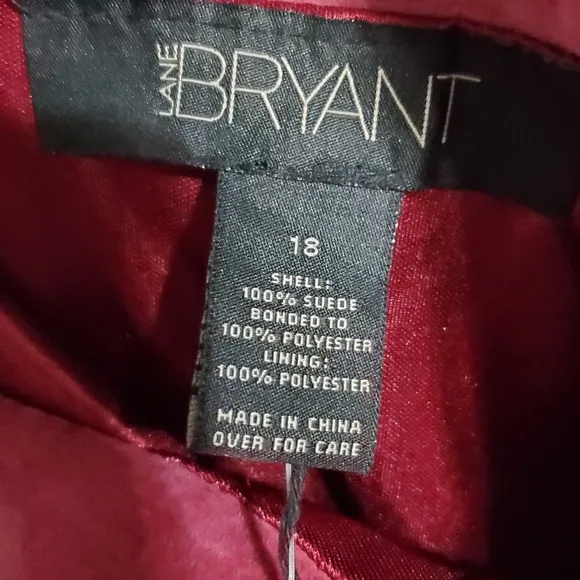 LANE BRYANT
18
SHELL:
100% SUEDE
BONDED TO
100% POLYESTER
LINING:
100% POLYESTER
MADE IN CHINA
OVER FOR CARE